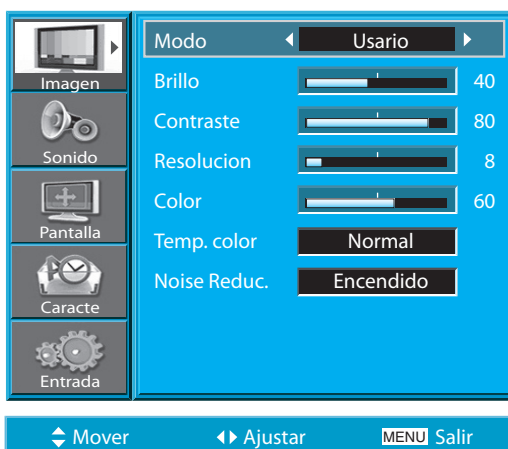 Imagen
Sonido
Pantalla
Caracte
Entrada
Modo Usario
Brillo 40
Contraste 80
Resolucion 8
Color 60
Temp. color Normal
Noise Reduc. Encendido
Mover Ajustar MENU Salir